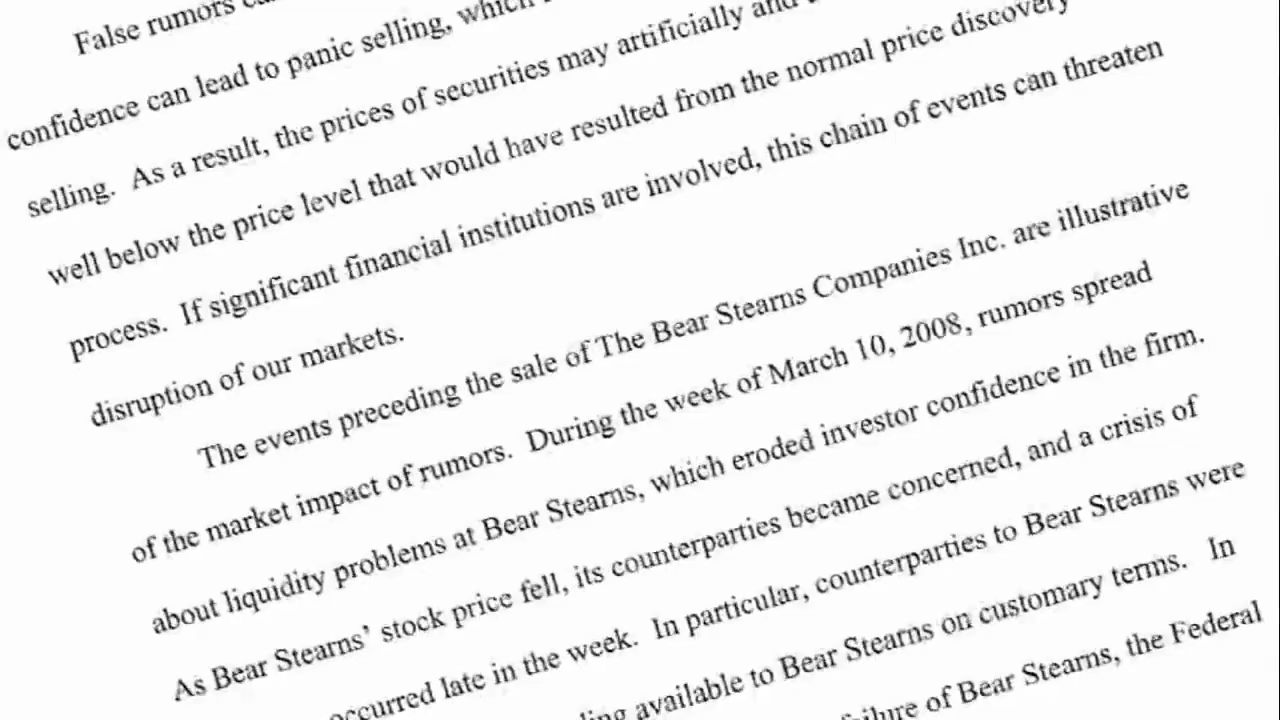 False rumors
confidence can lead to panic selling, which
selling. As a result, the prices of securities may artificially and
well below the price level that would have resulted from the normal price discovery
process. If significant financial institutions are involved, this chain of events can threaten
disruption of our markets.
The events preceding the sale of The Bear Stearns Companies Inc. are illustrative
of the market impact of rumors. During the week of March 10, 2008, rumors spread
about liquidity problems at Bear Stearns, which eroded investor confidence in the firm.
As Bear Stearns’ stock price fell, its counterparties became concerned, and a crisis of
occurred late in the week. In particular, counterparties to Bear Stearns were
available to Bear Stearns on customary terms. In
failure of Bear Stearns, the Federal